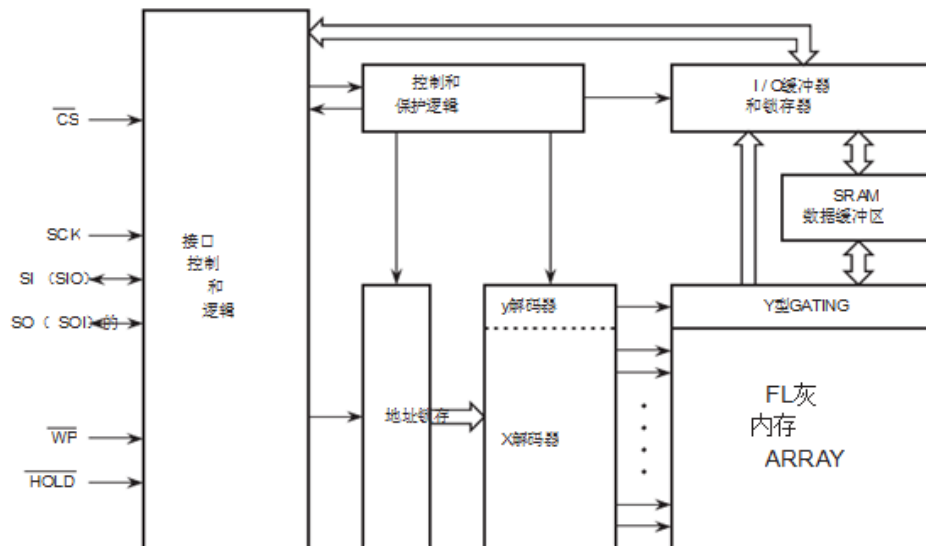 控制和
保护逻辑
I / O缓冲器
和锁存器
CS
SRAM
数据缓冲区
SCK
接口
控制
和
逻辑
SI (SIO)
SO ( SOI) 的
y解码器
Y型GATING
地址锁存
X解码器
FL灰
内存
ARRAY
WP
HOLD